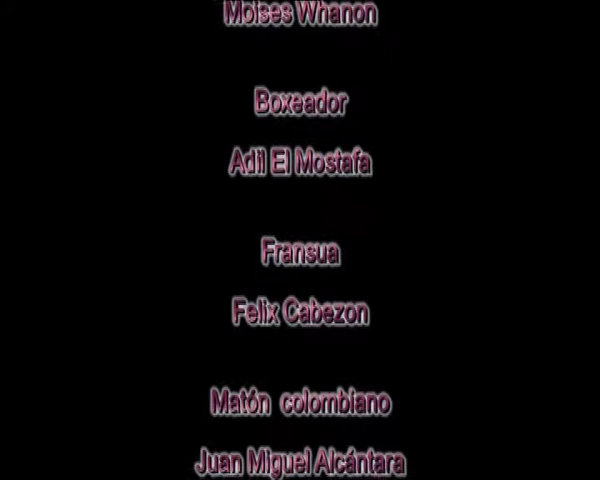 Moises Whanon
Boxeador
Adil El Mostafa
Fransua
Felix Cabezon
Matón colombiano
Juan Miguel Alcántara